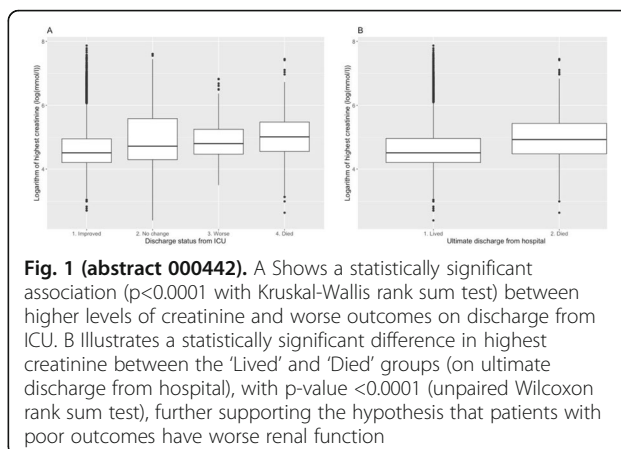 A
B
Logarithm of highest creatinine (log(mmol/l))
8
6
4
1. Improved 2. No change 3. Worse 4. Died
Discharge status from ICU
Logarithm of highest creatinine (log(mmol/l))
8
6
4
1. Lived 2. Died
Ultimate discharge from hospital
Fig. 1 (abstract 000442). A Shows a statistically significant
association (p<0.0001 with Kruskal-Wallis rank sum test) between
higher levels of creatinine and worse outcomes on discharge from
ICU. B Illustrates a statistically significant difference in highest
creatinine between the ‘Lived’ and ‘Died’ groups (on ultimate
discharge from hospital), with p-value <0.0001 (unpaired Wilcoxon
rank sum test), further supporting the hypothesis that patients with
poor outcomes have worse renal function